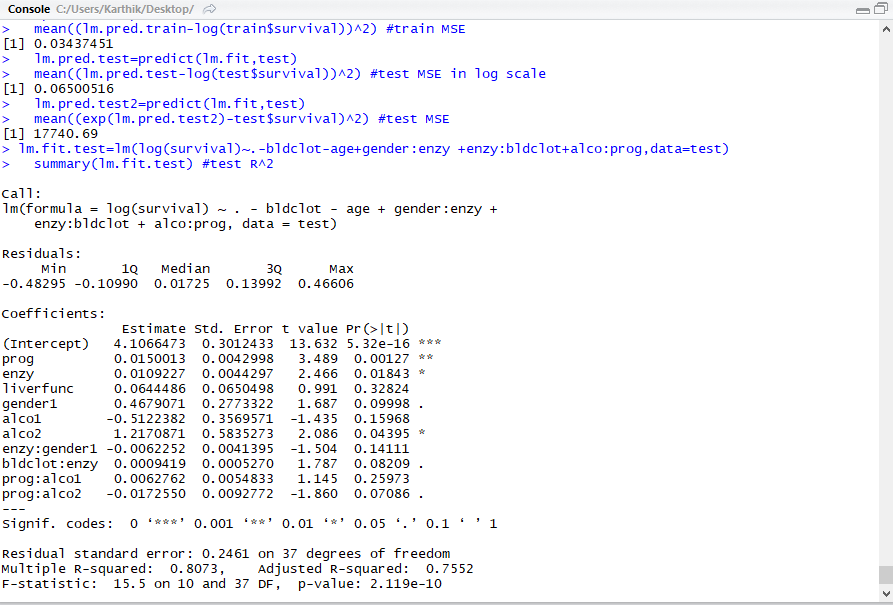 Console C:/Users/Karthik/Desktop/
>   mean((lm.pred.train-log(train$survival))^2) #train MSE
[1] 0.03437451
>   lm.pred.test=predict(lm.fit,test)
>   mean((lm.pred.test-log(test$survival))^2) #test MSE in log scale
[1] 0.06500516
>   lm.pred.test2=predict(lm.fit,test)
>   mean((exp(lm.pred.test2)-test$survival)^2) #test MSE
[1] 17740.69
> lm.fit.test=lm(log(survival)~.-bldclot-age+gender:enzy +enzy:bldclot+alco:prog,data=test)
>   summary(lm.fit.test) #test R^2
Call:
lm(formula = log(survival) ~ . - bldclot - age + gender:enzy +
    enzy:bldclot + alco:prog, data = test)
Residuals:
     Min       1Q   Median       3Q      Max
-0.48295 -0.10990  0.01725  0.13992  0.46606
Coefficients:
               Estimate Std. Error t value Pr(>|t|)
(Intercept)   4.1066473  0.3012433  13.632 5.32e-16 ***
prog          0.0150013  0.0042998   3.489  0.00127 **
enzy          0.0109227  0.0044297   2.466  0.01843 *
liverfunc     0.0644486  0.0650498   0.991  0.32824
gender1       0.4679071  0.2773322   1.687  0.09998 .
alco1        -0.5122382  0.3569571  -1.435  0.15968
alco2         1.2170871  0.5835273   2.086  0.04395 *
enzy:gender1 -0.0062252  0.0041395  -1.504  0.14111
bldclot:enzy  0.0009419  0.0005270   1.787  0.08209 .
prog:alco1    0.0062762  0.0054833   1.145  0.25973
prog:alco2   -0.0172550  0.0092772  -1.860  0.07086 .
---
Signif. codes:  0 ‘***’ 0.001 ‘**’ 0.01 ‘*’ 0.05 ‘.’ 0.1 ‘ ’ 1
Residual standard error: 0.2461 on 37 degrees of freedom
Multiple R-squared:  0.8073,    Adjusted R-squared:  0.7552
F-statistic:  15.5 on 10 and 37 DF,  p-value: 2.119e-10